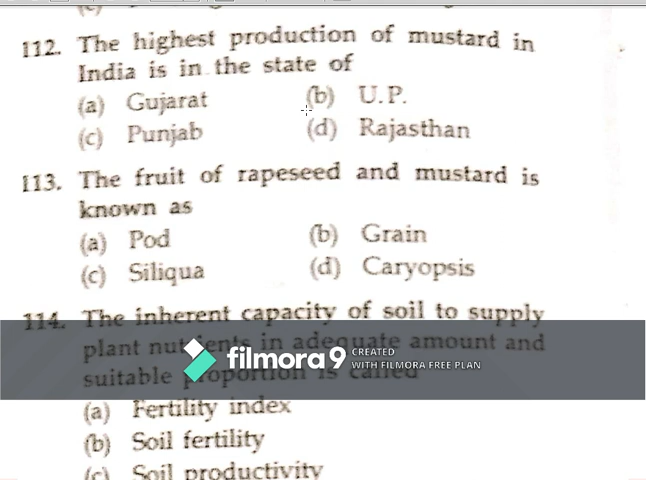 112. The highest production of mustard in
India is in the state of
(a) Gujarat (b) U.P.
(c) Punjab (d) Rajasthan
113. The fruit of rapeseed and mustard is
known as
(a) Pod (b) Grain
(c) Siliqua (d) Caryopsis
114. The inherent capacity of soil to supply
plant nutrients in adequate amount and
suitable proportion is called
filmora9 CREATED
WITH FILMORA FREE PLAN
(a) Fertility index
(b) Soil fertility
(c) Soil productivity